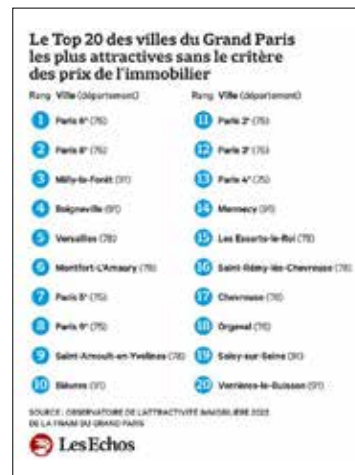 Le Top 20 des villes du Grand Paris
les plus attractives sans le critère
des prix de l'immobilier
Rang Ville (département)
1 Paris 6e (75)
2 (75)
3 Milly-la-Forêt (91)
4 Boigneville (91)
5 Versailles (78)
6 Montfort-L'Amaury (78)
7 Paris 5e (75)
8 Paris 9e (75)
9 Saint-Arnoult-en-Yvelines (78)
10 Bièvres (91)
Rang Ville (département)
11 Paris 2e (75)
12 Paris 3e (75)
13 Paris 4e (75)
14 Mennecy (91)
15 Les Essarts-le-Roi (78)
16 Saint-Rémy-lès-Chevreuse (78)
17 Chevreuse (78)
18 Orgeval (78)
19 Soisy-sur-Seine (91)
20 Verrières-le-Buisson (91)
SOURCE : OBSERVATOIRE DE L'ATTRACTIVITÉ IMMOBILIÈRE 2022
DE LA FNAIM DU GRAND PARIS
Les Echos